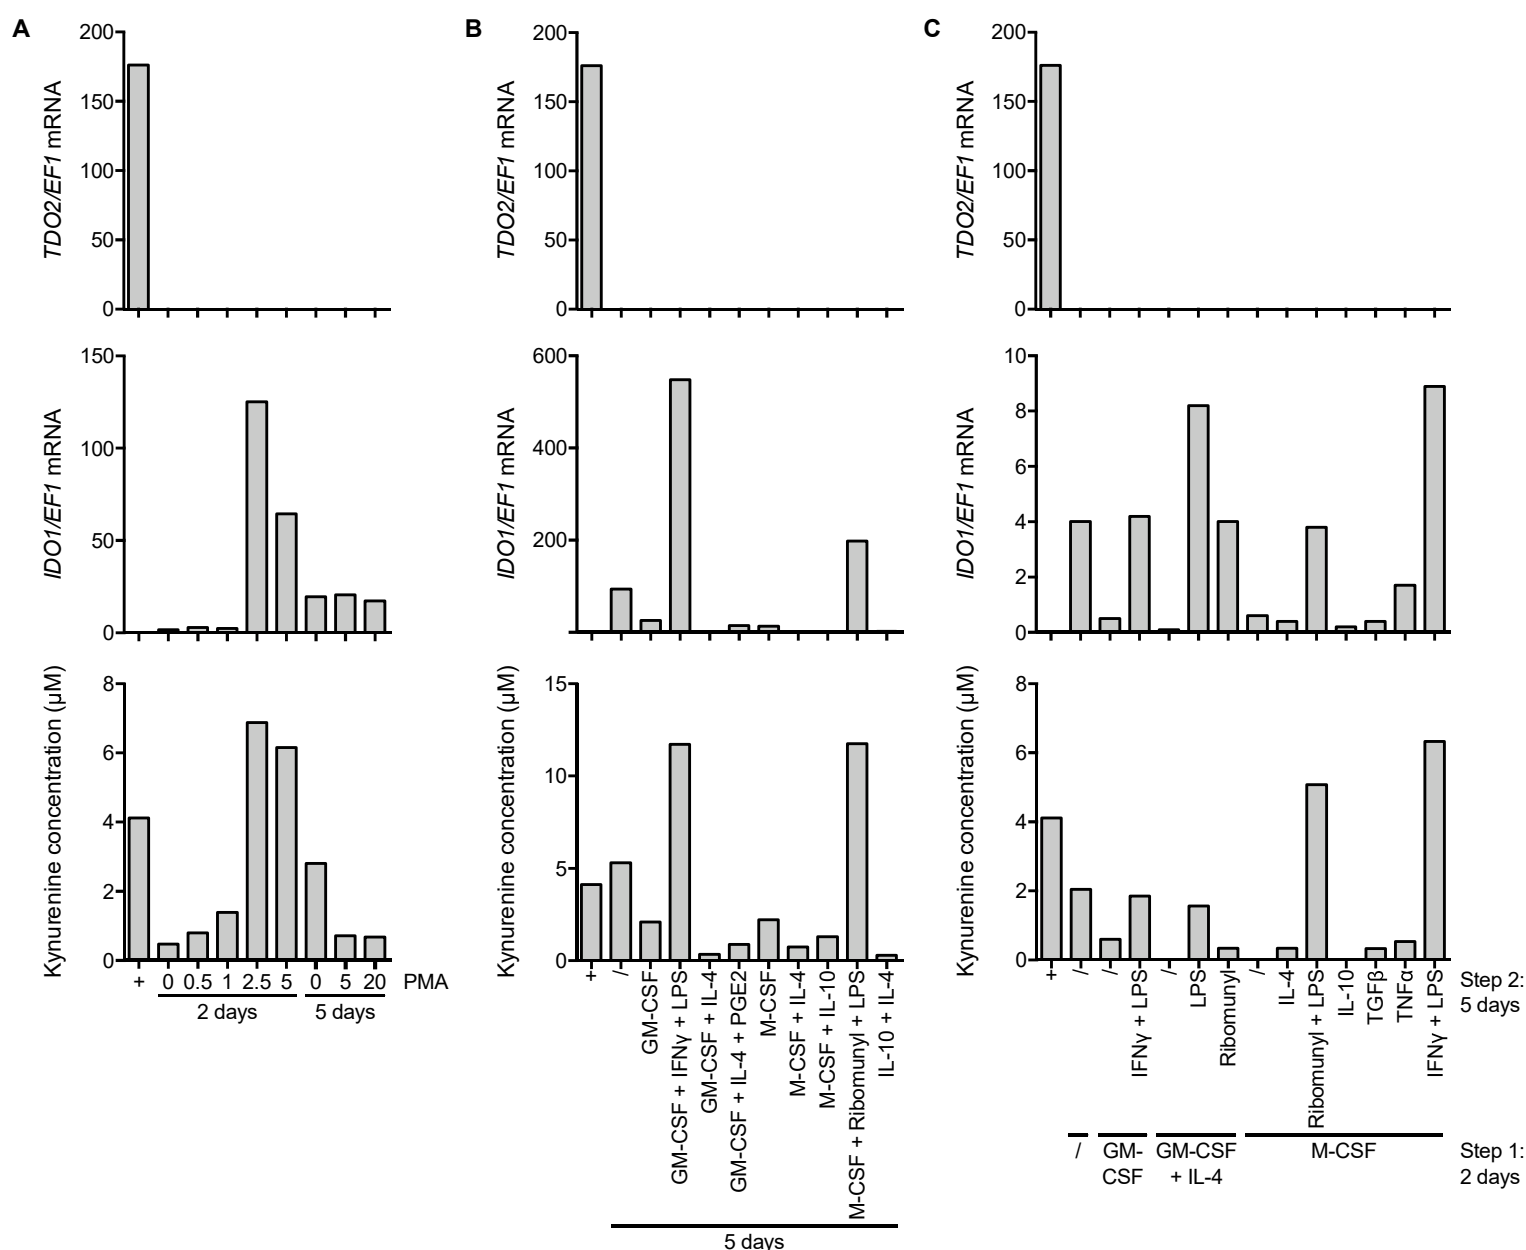 A
B
C
TDO2/EF1 mRNA
200
150
100
50
0
TDO2/EF1 mRNA
200
150
100
50
0
TDO2/EF1 mRNA
200
150
100
50
0
IDO1/EF1 mRNA
150
100
50
0
IDO1/EF1 mRNA
600
400
200
IDO1/EF1 mRNA
10
8
6
4
2
0
Kynurenine concentration (µM)
8
6
4
2
0
+
0
0.5
1
2.5
5
0
5
20
PMA
2 days
5 days
Kynurenine concentration (µM)
15
10
5
0
+
/
GM-CSF
GM-CSF + IFNγ + LPS
GM-CSF + IL-4
GM-CSF + IL-4 + PGE2
M-CSF
M-CSF + IL-4
M-CSF + IL-10
M-CSF + Ribomunyl + LPS
IL-10 + IL-4
5 days
Kynurenine concentration (µM)
8
6
4
2
0
+
/
/
IFNγ + LPS
/
LPS
Ribomunyl
/
IL-4
Ribomunyl + LPS
IL-10
TGFβ
TNFα
IFNγ + LPS
Step 2:
5 days
/
GM-
CSF
GM-CSF
+ IL-4
M-CSF
Step 1:
2 days